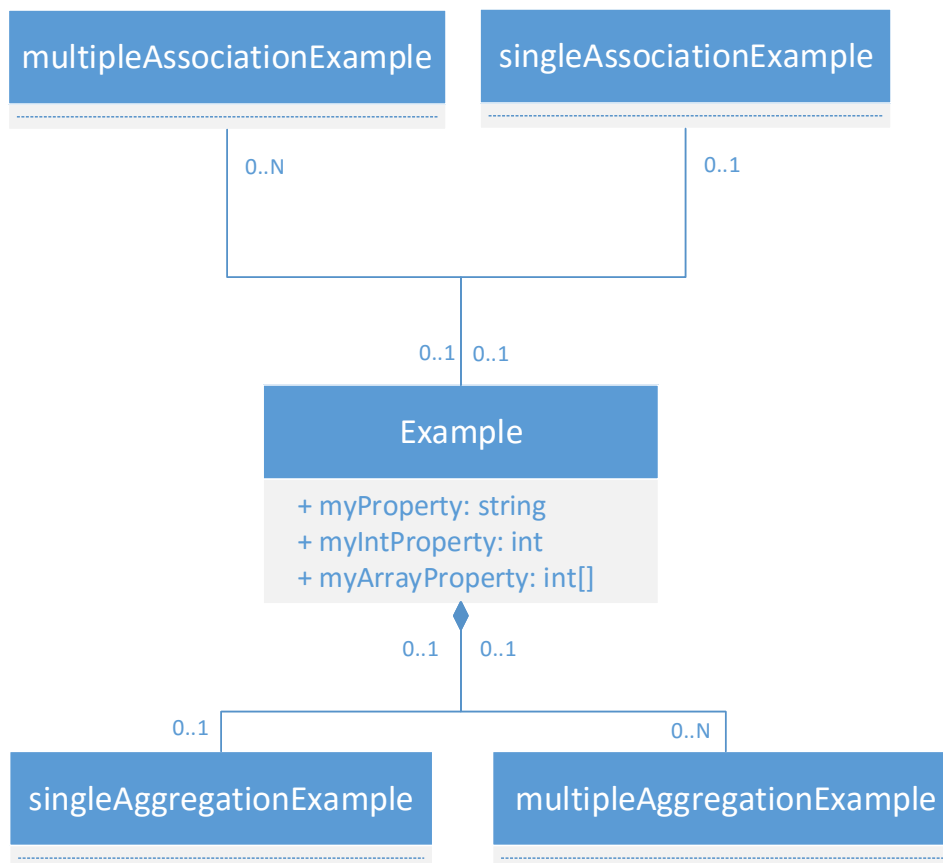 multipleAssociationExample
singleAssociationExample
0..N
0..1
0..1
0..1
Example
+ myProperty: string
+ myIntProperty: int
+ myArrayProperty: int[]
0..1
0..1
0..1
0..N
singleAggregationExample
multipleAggregationExample